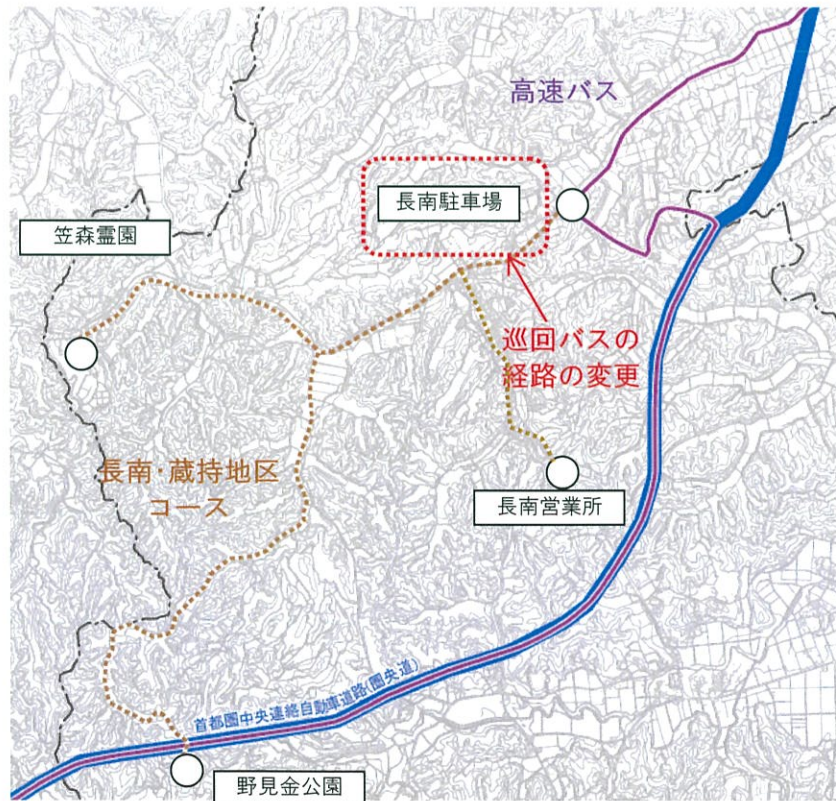 高速バス
長南駐車場
笠森霊園
巡回バスの
経路の変更
長南・蔵持地区
コース
長南営業所
首都圏中央連絡自動車道路(圏央道)
野見金公園